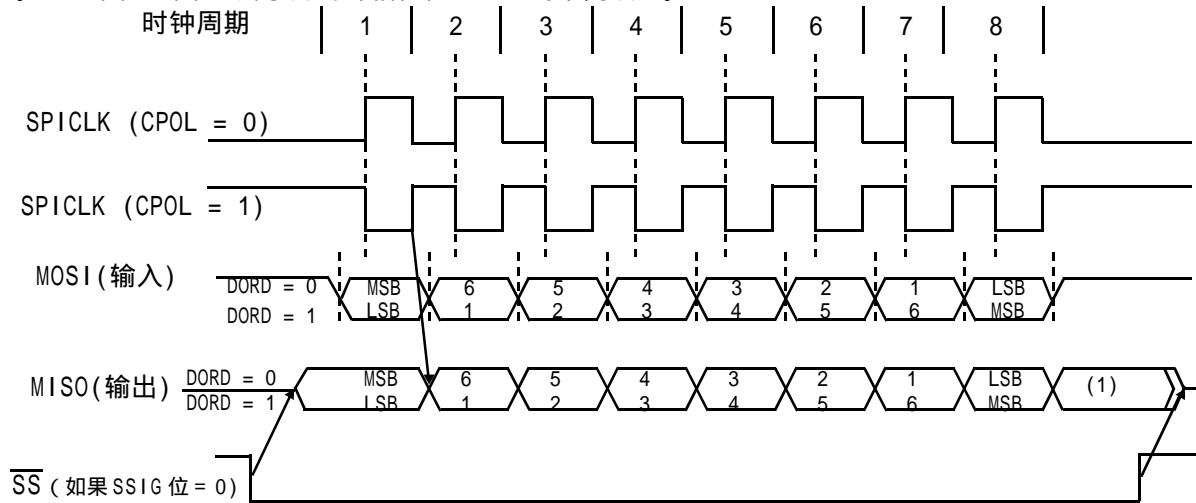 时钟周期 1 2 3 4 5 6 7 8
SPICLK (CPOL = 0)
SPICLK (CPOL = 1)
MOSI(输入)
DORD = 0 MSB 6 5 4 3 2 1 LSB
DORD = 1 LSB 1 2 3 4 5 6 MSB
MISO(输出)
DORD = 0 MSB 6 5 4 3 2 1 LSB (1)
DORD = 1 LSB 1 2 3 4 5 6 MSB
SS (如果SSIG位=0)